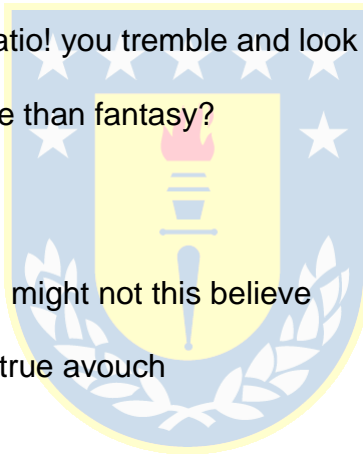 atio! you tremble and look
e than fantasy?
might not this believe
true avouch